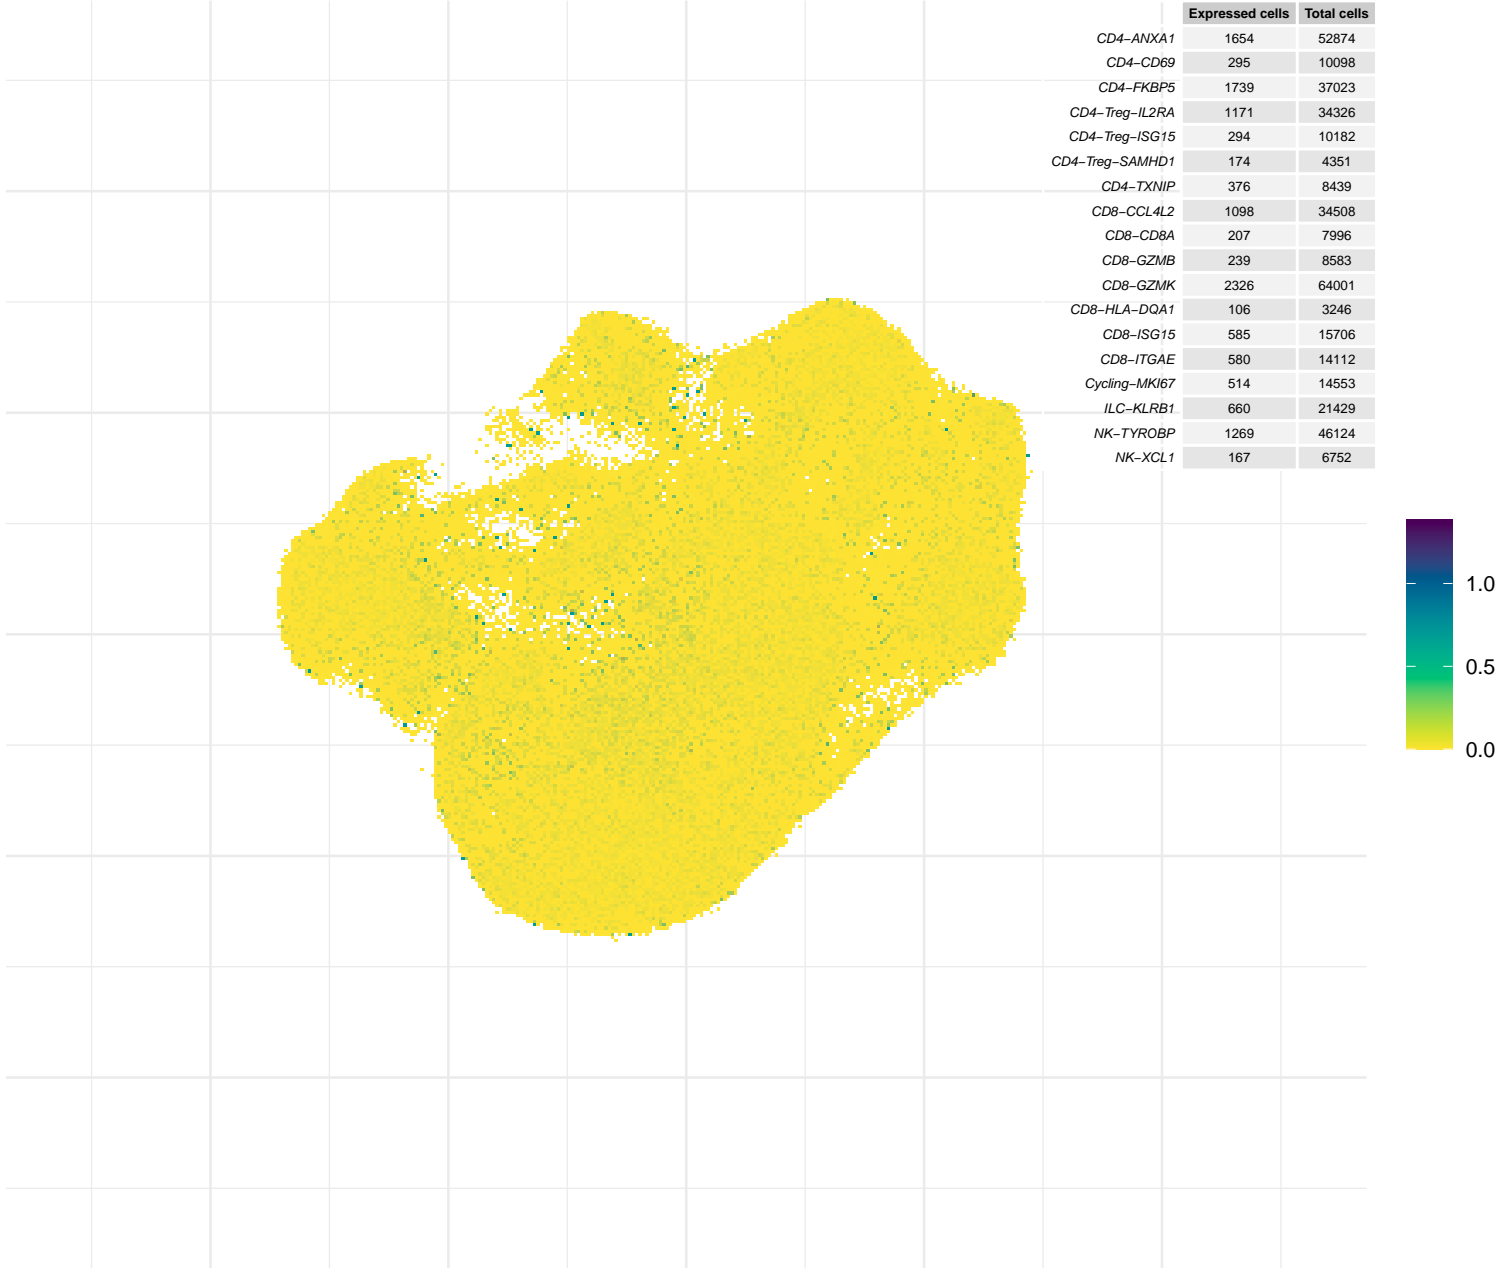 Expressed cells Total cells
CD4−ANXA1 1654 52874
CD4−CD69 295 10098
CD4−FKBP5 1739 37023
CD4−Treg−IL2RA 1171 34326
CD4−Treg−ISG15 294 10182
CD4−Treg−SAMHD1 174 4351
CD4−TXNIP 376 8439
CD8−CCL4L2 1098 34508
CD8−CD8A 207 7996
CD8−GZMB 239 8583
CD8−GZMK 2326 64001
CD8−HLA−DQA1 106 3246
CD8−ISG15 585 15706
CD8−ITGAE 580 14112
Cycling−MKI67 514 14553
ILC−KLRB1 660 21429
NK−TYROBP 1269 46124
NK−XCL1 167 6752
1.0
0.5
0.0